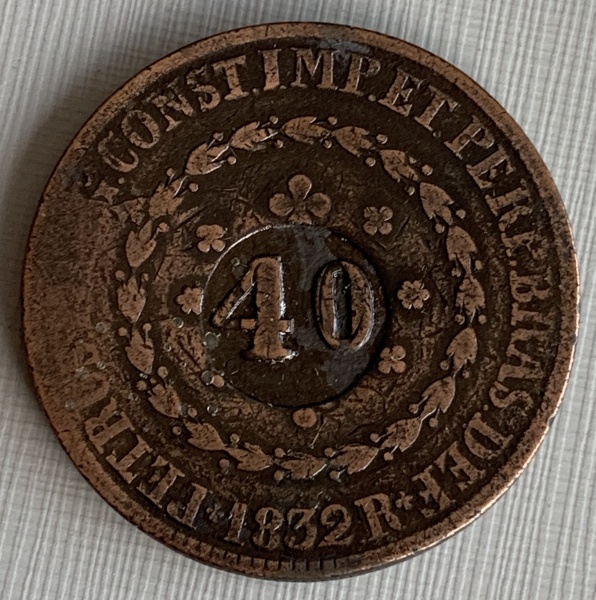 PETRUS I. CONST.IMP.ET PERP.BRAS.DEF.
1832 R
40